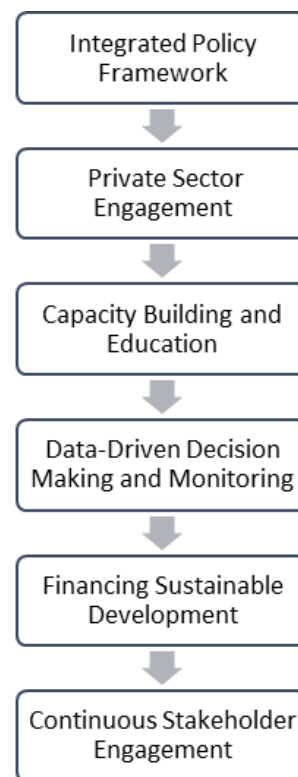 Integrated Policy
Framework
Private Sector
Engagement
Capacity Building and
Education
Data-Driven Decision
Making and Monitoring
Financing Sustainable
Development
Continuous Stakeholder
Engagement